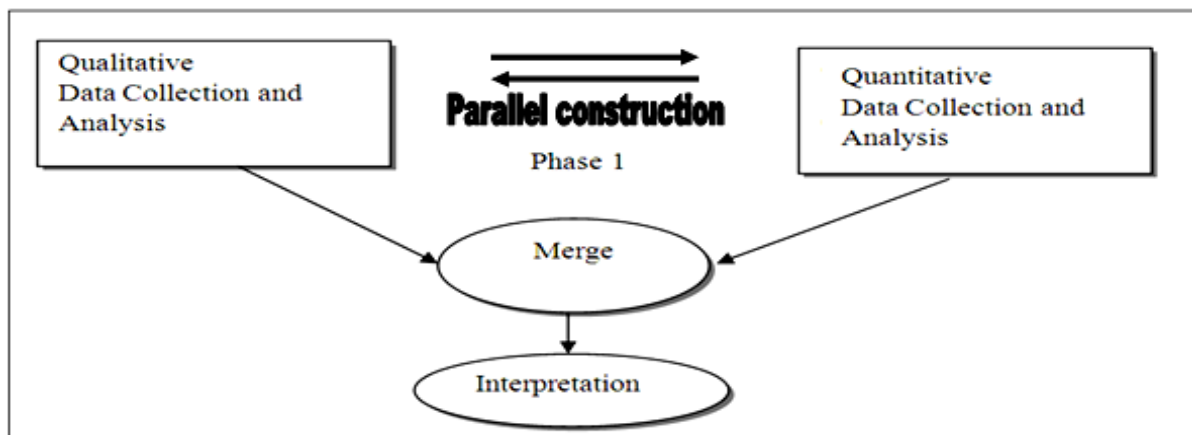 Qualitative
Data Collection and
Analysis
Parallel construction
Phase 1
Quantitative
Data Collection and
Analysis
Merge
Interpretation